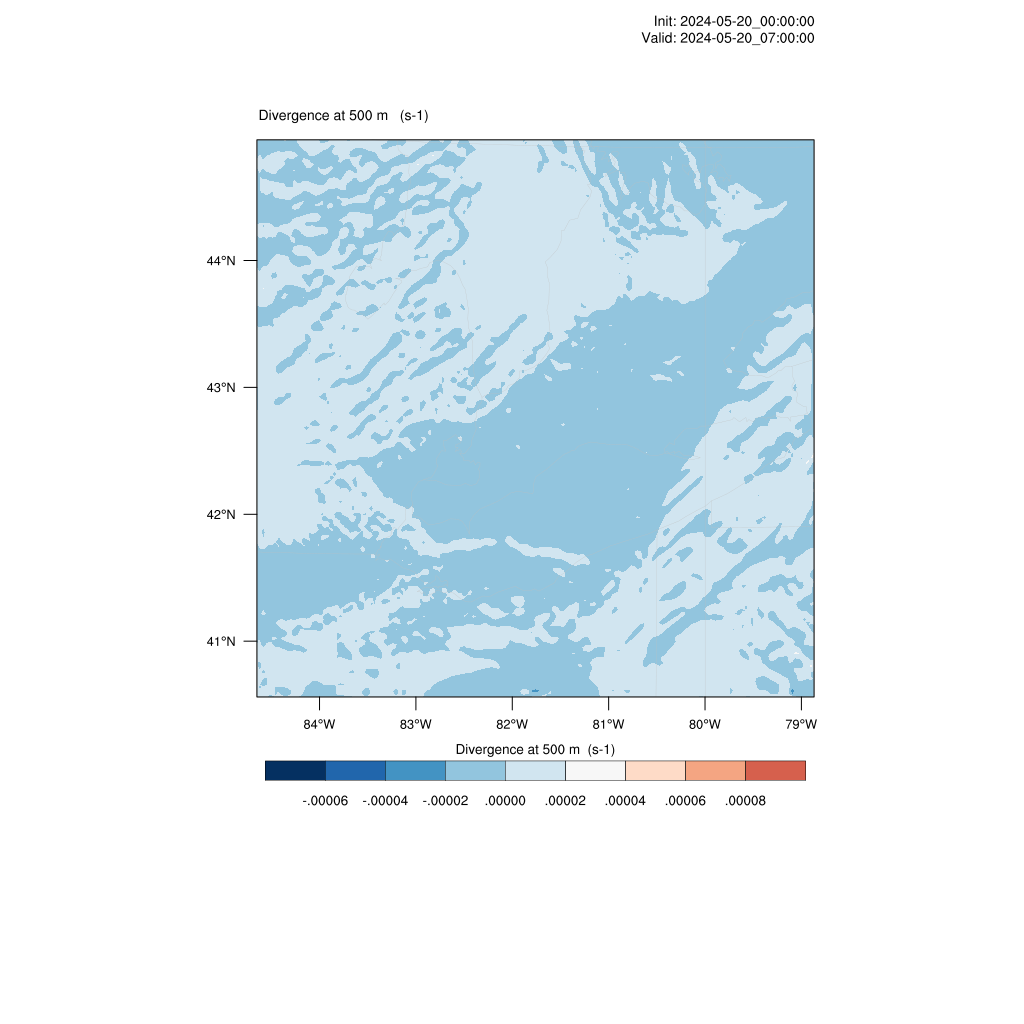 Init: 2024-05-20_00:00:00
Valid: 2024-05-20_07:00:00
Divergence at 500 m (s-1)
44°N
43°N
42°N
41°N
84°W 83°W 82°W 81°W 80°W 79°W
Divergence at 500 m (s-1)
-.00006 -.00004 -.00002 .00000 .00002 .00004 .00006 .00008